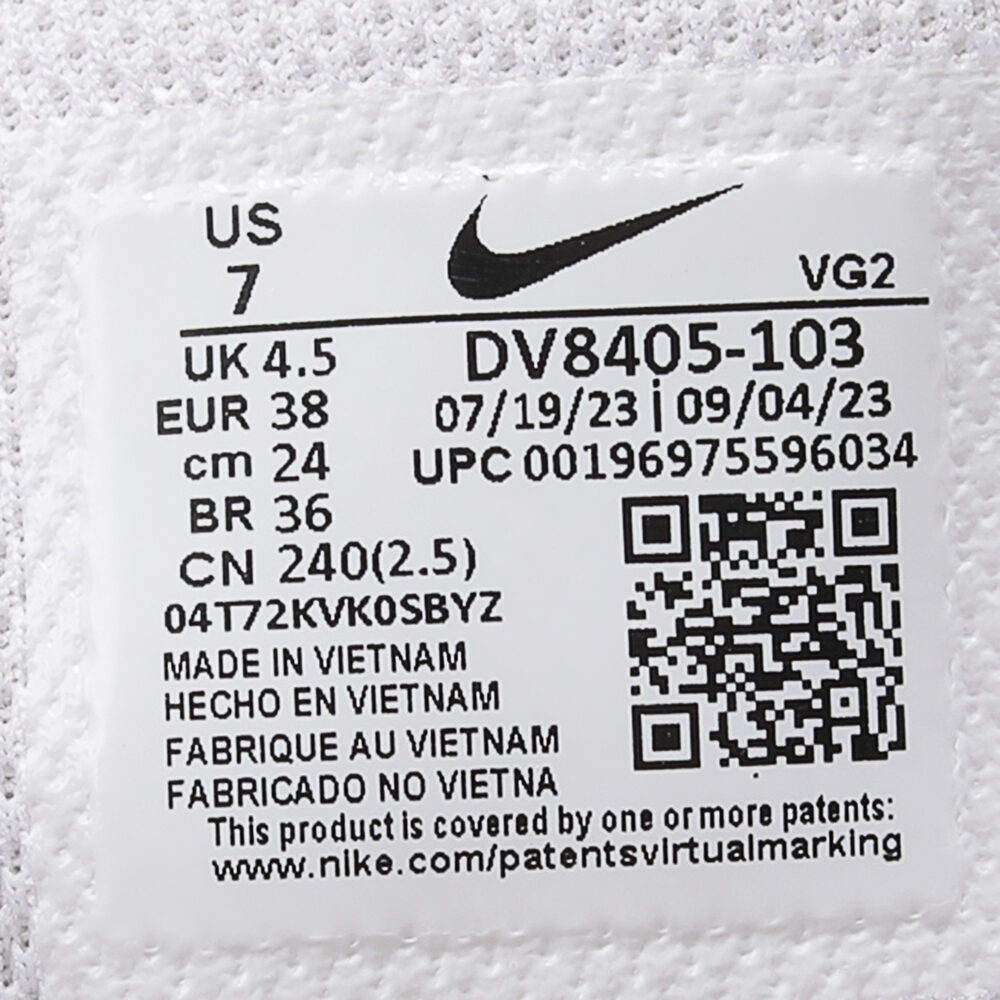 US
7
VG2
UK 4.5
DV8405-103
EUR 38
07/19/23 | 09/04/23
cm 24
UPC 00196975596034
BR 36
CN 240(2.5)
04T72KVK0SBYZ
MADE IN VIETNAM
HECHO EN VIETNAM
FABRIQUE AU VIETNAM
FABRICADO NO VIETNA
This product is covered by one or more patents:
www.nike.com/patentsvirtualmarking